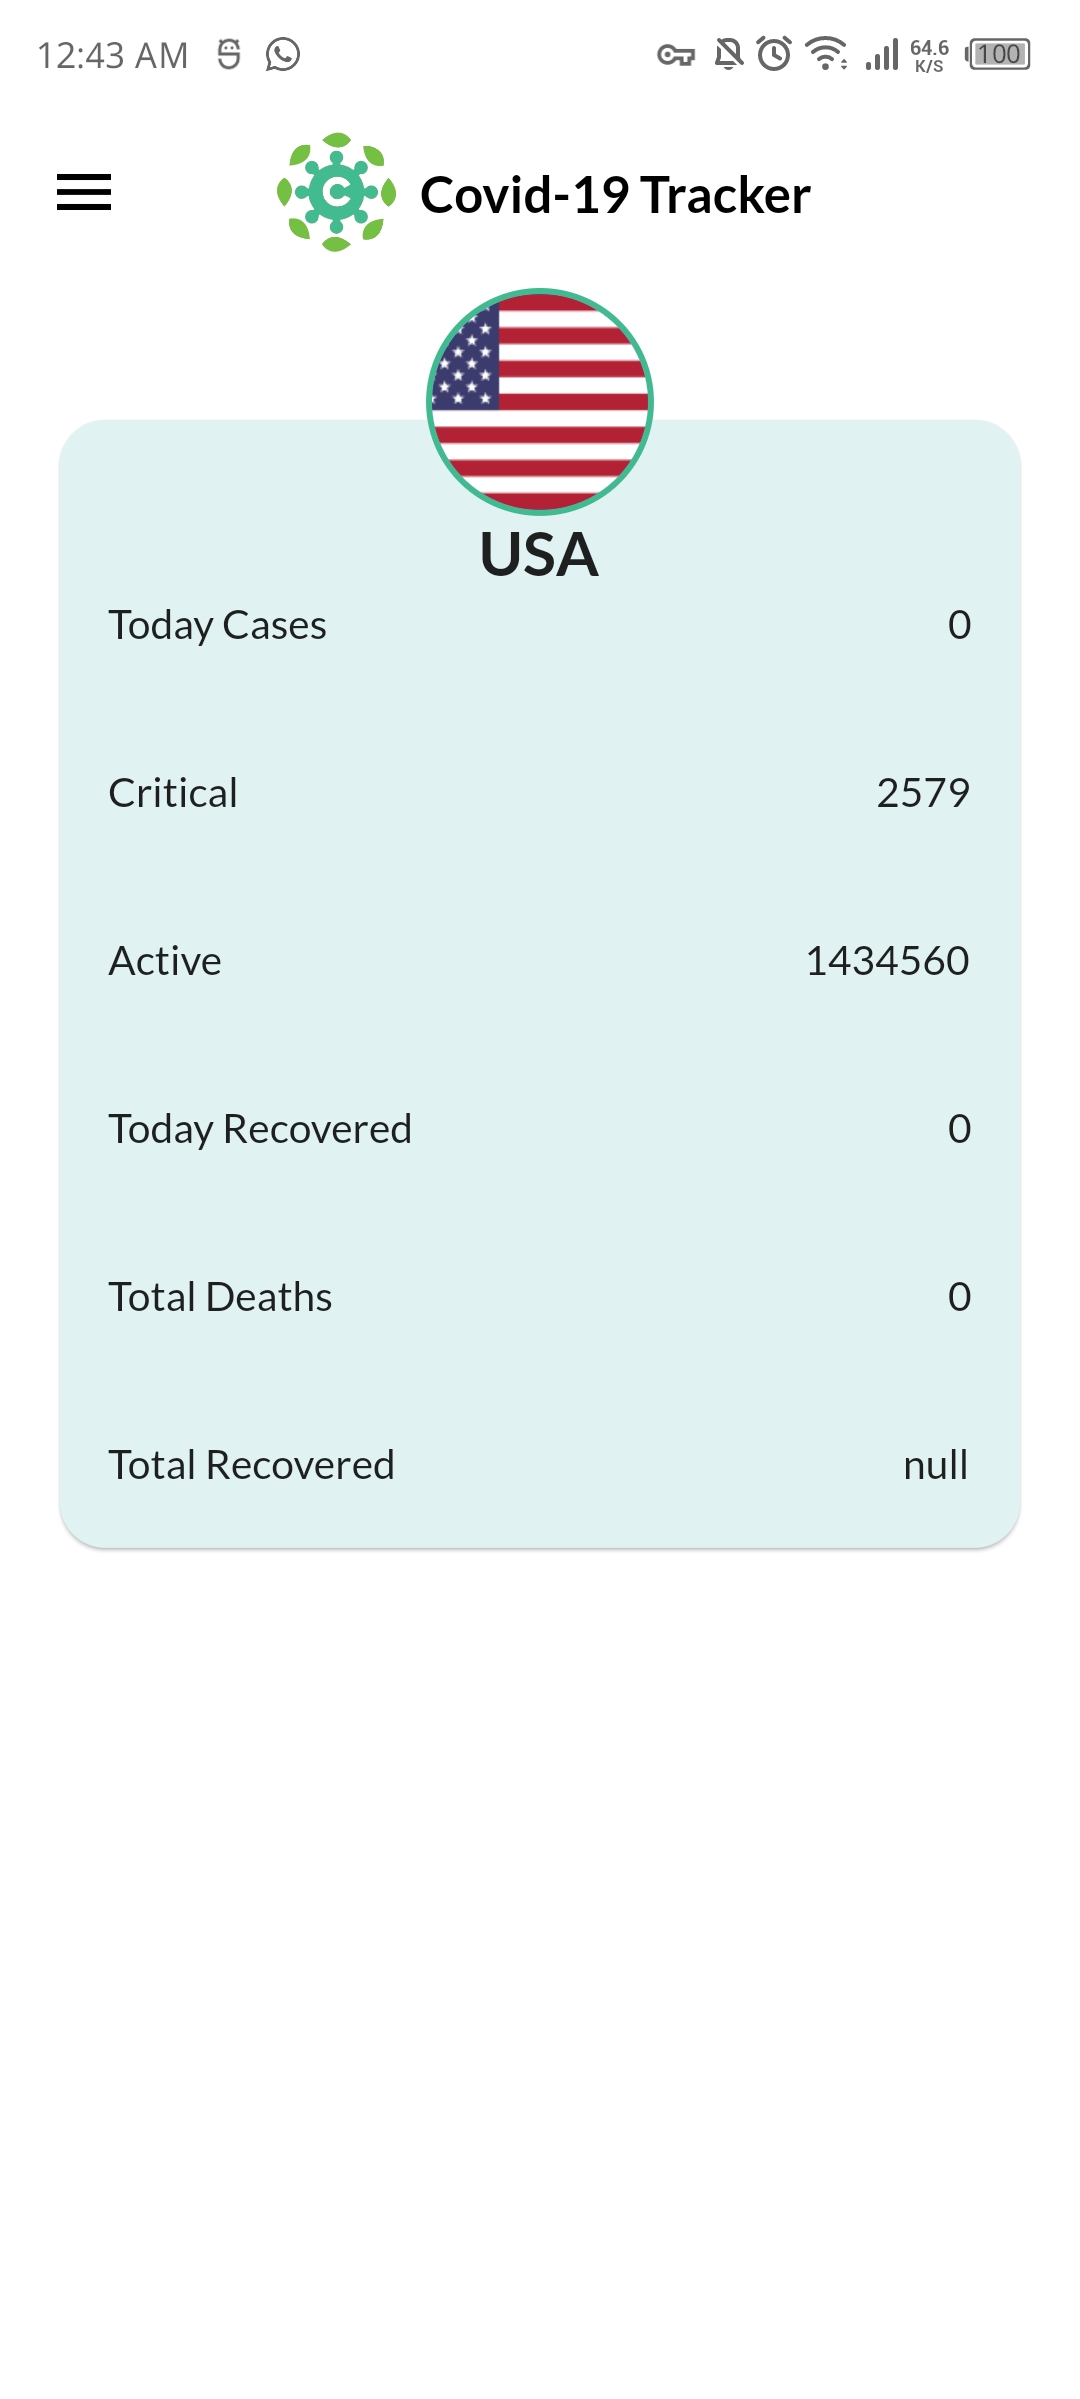 12:43 AM 64.6 K/S 100
Covid-19 Tracker
USA
Today Cases 0
Critical 2579
Active 1434560
Today Recovered 0
Total Deaths 0
Total Recovered null